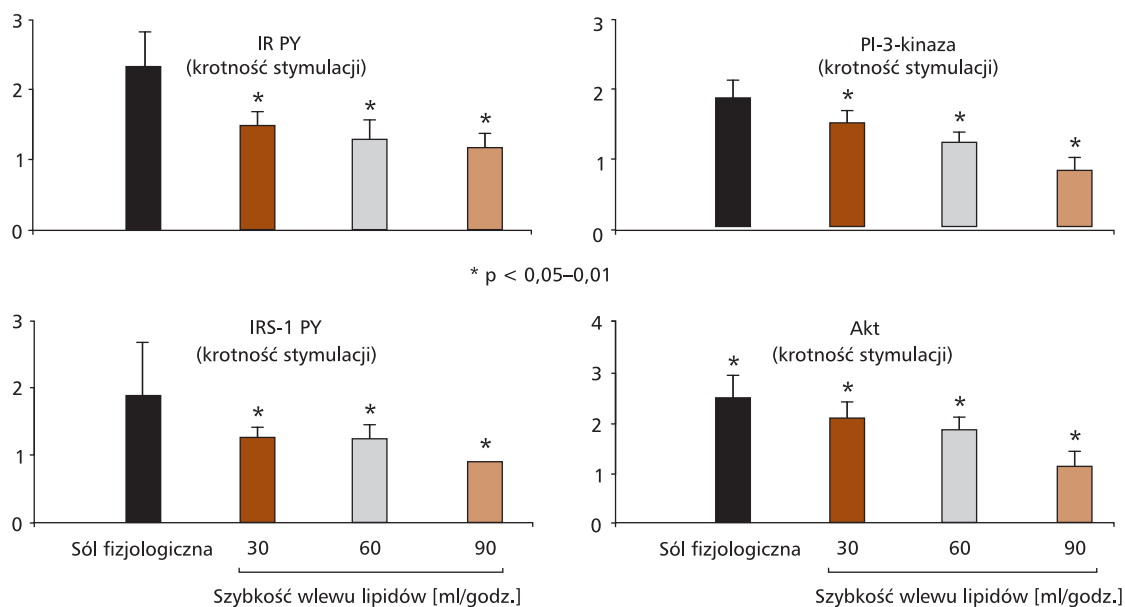 IR PY
(krotność stymulacji)
3
2
1
0
*
*
*
PI-3-kinaza
(krotność stymulacji)
3
2
1
0
*
*
*
* p < 0,05–0,01
IRS-1 PY
(krotność stymulacji)
3
2
1
0
*
*
*
Sól fizjologiczna 30 60 90
Szybkość wlewu lipidów [ml/godz.]
Akt
(krotność stymulacji)
4
3
2
1
0
*
*
*
*
Sól fizjologiczna 30 60 90
Szybkość wlewu lipidów [ml/godz.]